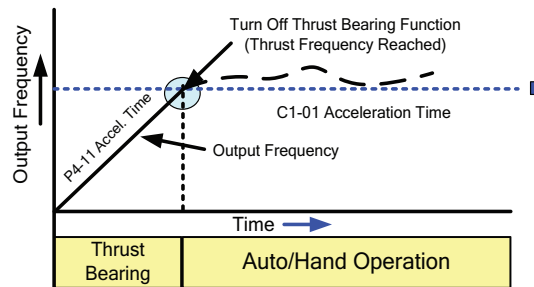 Turn Off Thrust Bearing Function
(Thrust Frequency Reached)
Output Frequency
P4-11 Accel. Time
C1-01 Acceleration Time
Output Frequency
Time
Thrust
Bearing
Auto/Hand Operation